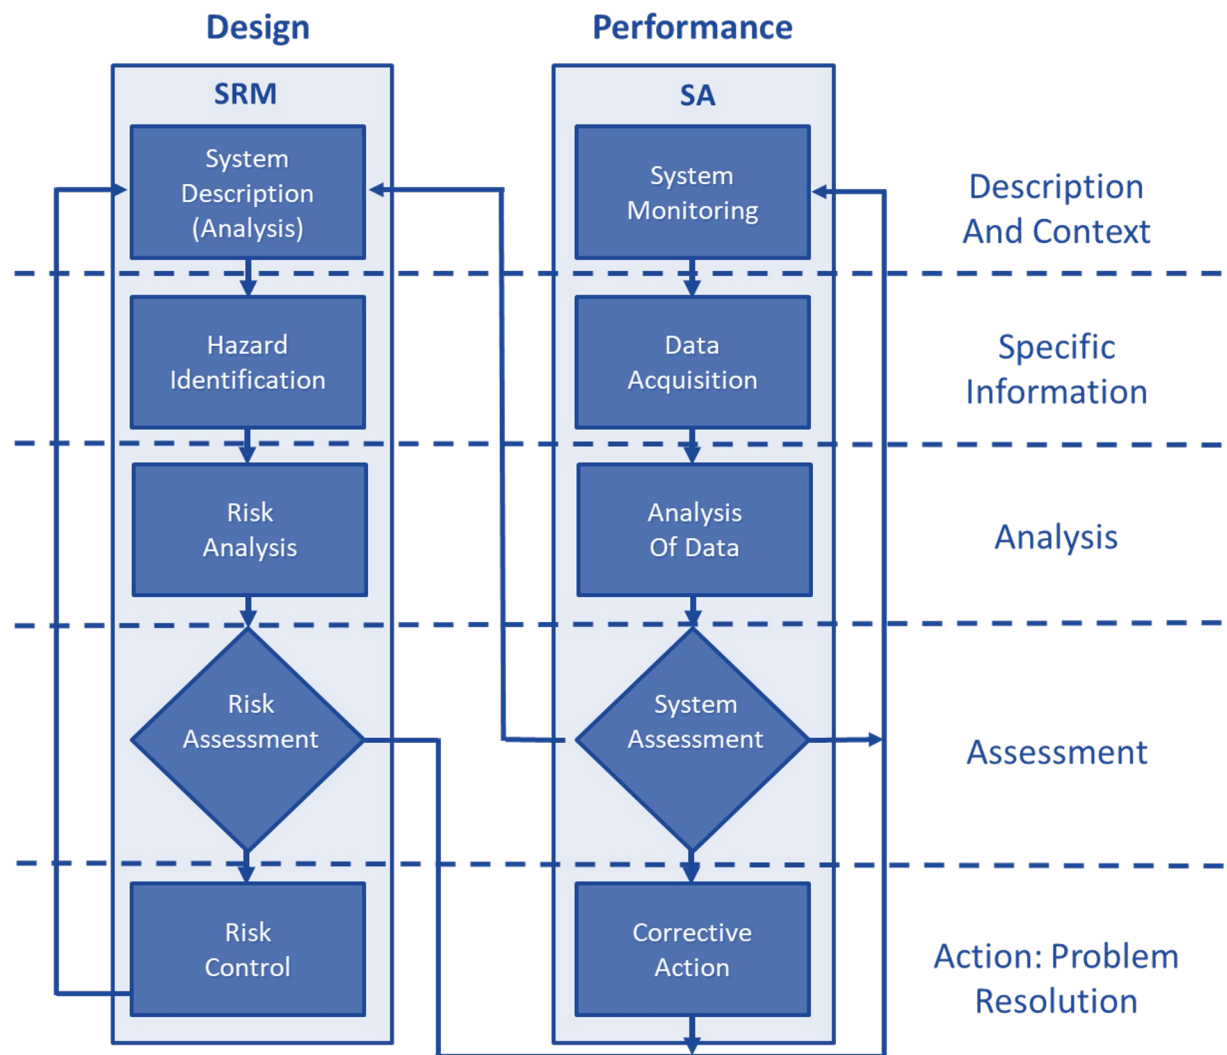 Design
Performance
SRM
SA
System
Description
(Analysis)
System
Monitoring
Description
And Context
Hazard
Identification
Data
Acquisition
Specific
Information
Risk
Analysis
Analysis
Of Data
Analysis
Risk
Assessment
System
Assessment
Assessment
Risk
Control
Corrective
Action
Action: Problem
Resolution